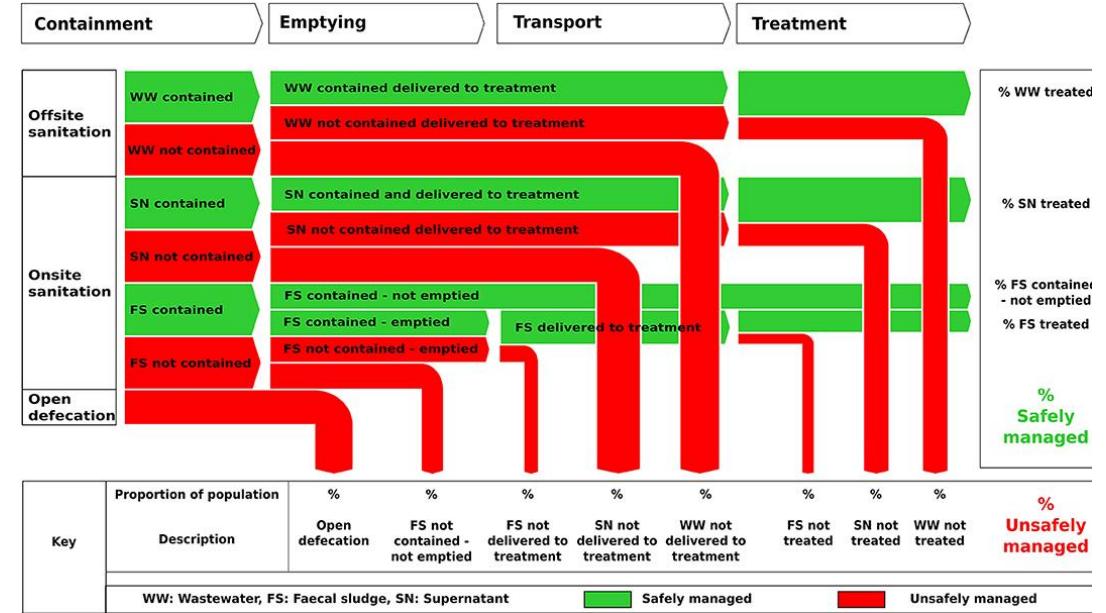 Containment
Emptying
Transport
Treatment
Offsite
sanitation
WW contained
WW not contained
WW contained delivered to treatment
WW not contained delivered to treatment
% WW treated
Onsite
sanitation
SN contained
SN not contained
FS contained
FS not contained
SN contained and delivered to treatment
SN not contained delivered to treatment
FS contained - not emptied
FS contained - emptied
FS not contained - emptied
FS delivered to treatment
% SN treated
% FS contained
- not emptied
% FS treated
Open
defecation
%
Safely
managed
Key
Proportion of population
% % % % % % % %
Description
Open
defecation
FS not
contained -
not emptied
FS not
delivered to
treatment
SN not
delivered to
treatment
WW not
delivered to
treatment
FS not
treated
SN not
treated
WW not
treated
%
Unsafely
managed
WW: Wastewater, FS: Faecal sludge, SN: Supernatant
Safely managed
Unsafely managed